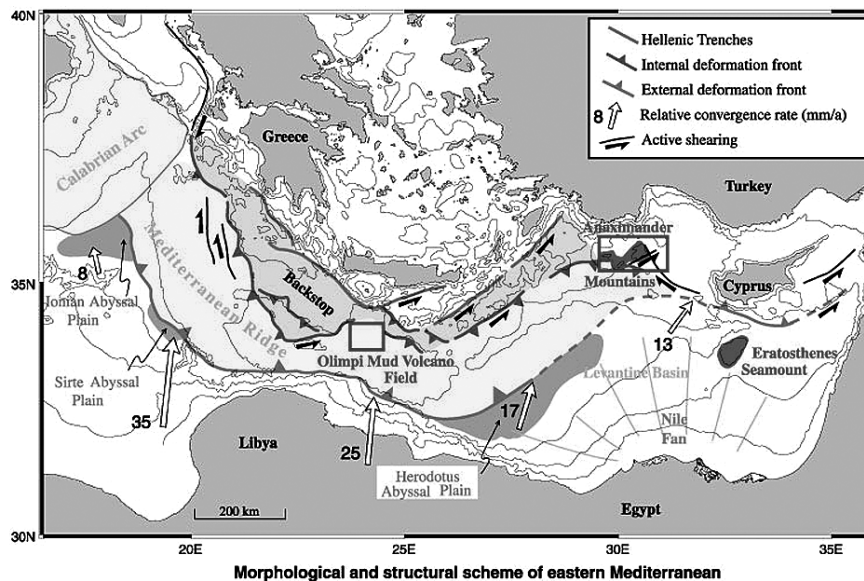 40N
Hellenic Trenches
Internal deformation front
External deformation front
8 Relative convergence rate (mm/a)
Active shearing
Greece
Turkey
Calabrian Arc
Anaximander
Mountains
35N
8
Mediterranean Ridge
Backstop
Cyprus
Ionian Abyssal
Plain
13
Olimpi Mud Volcano
Field
Eratosthenes
Seamount
Sirte Abyssal
Plain
Levantine Basin
35
17
Nile
Fan
Libya
25
Herodotus
Abyssal Plain
Egypt
200 km
30N
20E
25E
30E
35E
Morphological and structural scheme of eastern Mediterranean